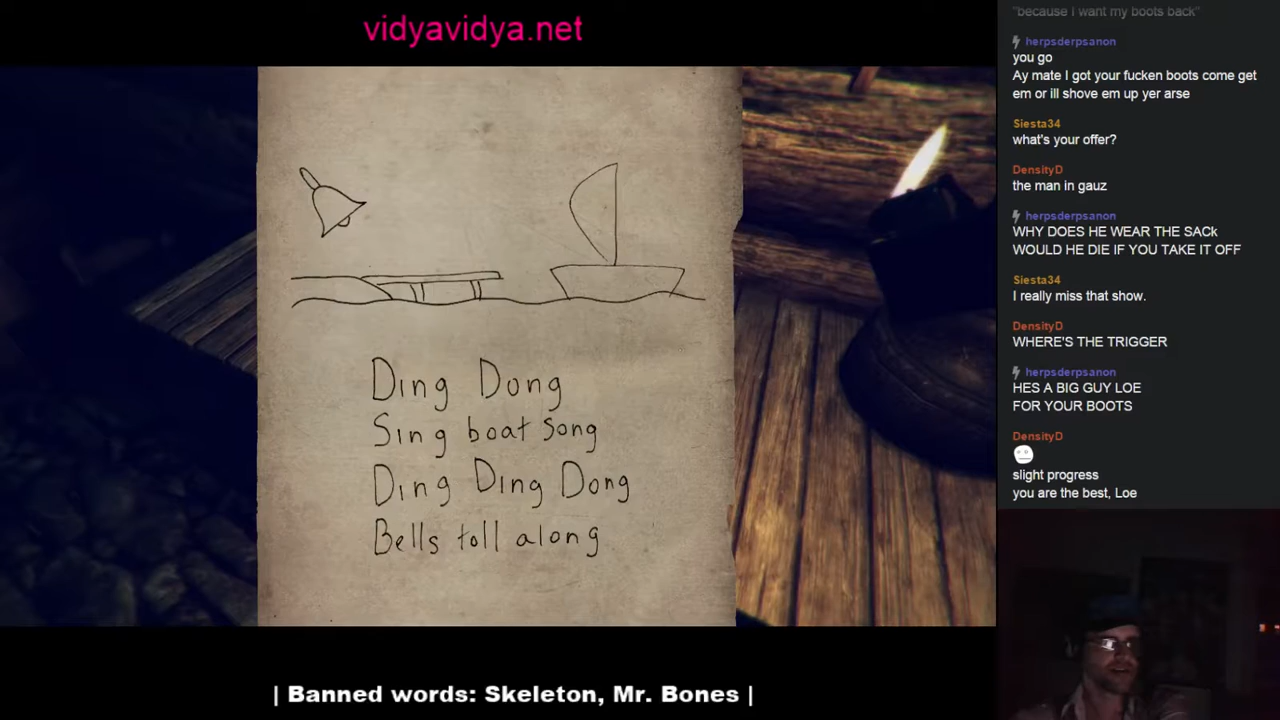 vidyavidya.net
Ding Dong
Sing boat song
Ding Ding Dong
Bells toll along
| Banned words: Skeleton, Mr. Bones |
"because I want my boots back"
herpsderpsanon
you go
Ay mate I got your fucken boots come get
em or ill shove em up yer arse
Siesta34
what's your offer?
DensityD
the man in gauz
herpsderpsanon
WHY DOES HE WEAR THE SACk
WOULD HE DIE IF YOU TAKE IT OFF
Siesta34
I really miss that show.
DensityD
WHERE'S THE TRIGGER
herpsderpsanon
HES A BIG GUY LOE
FOR YOUR BOOTS
DensityD
slight progress
you are the best, Loe